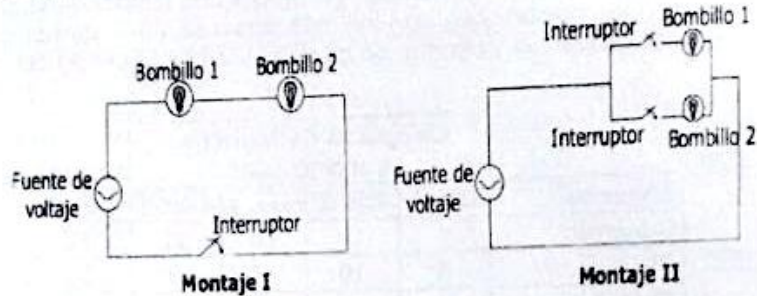 Bombillo 1
Bombillo 2
Fuente de
voltaje
Interruptor
Montaje I
Interruptor
Bombillo 1
Interruptor
Bombillo 2
Fuente de
voltaje
Montaje II